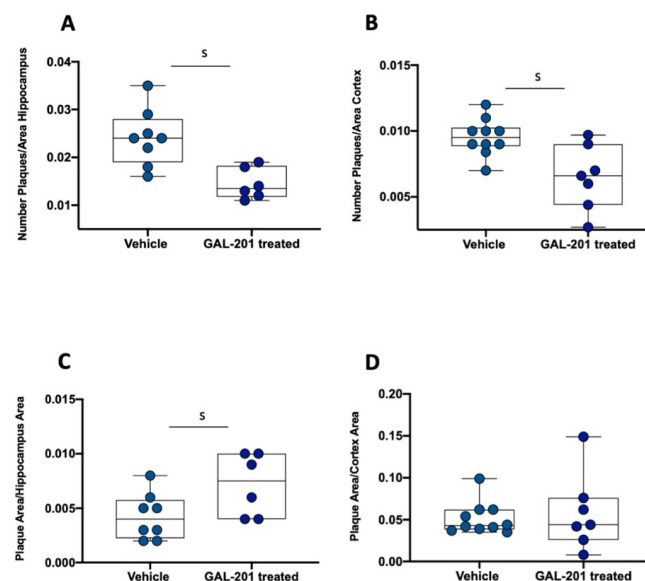 A
Number Plaques/Area Hippocampus
0.04
0.03
0.02
0.01
S
Vehicle
GAL-201 treated
B
Number Plaques/Area Cortex
0.015
0.010
0.005
S
Vehicle
GAL-201 treated
C
Plaque Area/Hippocampus Area
0.015
0.010
0.005
0.000
S
Vehicle
GAL-201 treated
D
Plaque Area/Cortex Area
0.20
0.15
0.10
0.05
0.00
Vehicle
GAL-201 treated